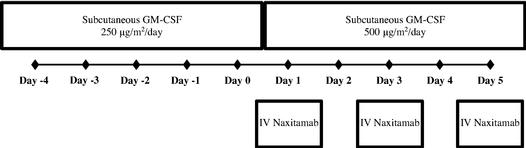 Subcutaneous GM-CSF
250 µg/m²/day
Subcutaneous GM-CSF
500 µg/m²/day
Day -4 Day -3 Day -2 Day -1 Day 0 Day 1 Day 2 Day 3 Day 4 Day 5
IV Naxitamab IV Naxitamab IV Naxitamab